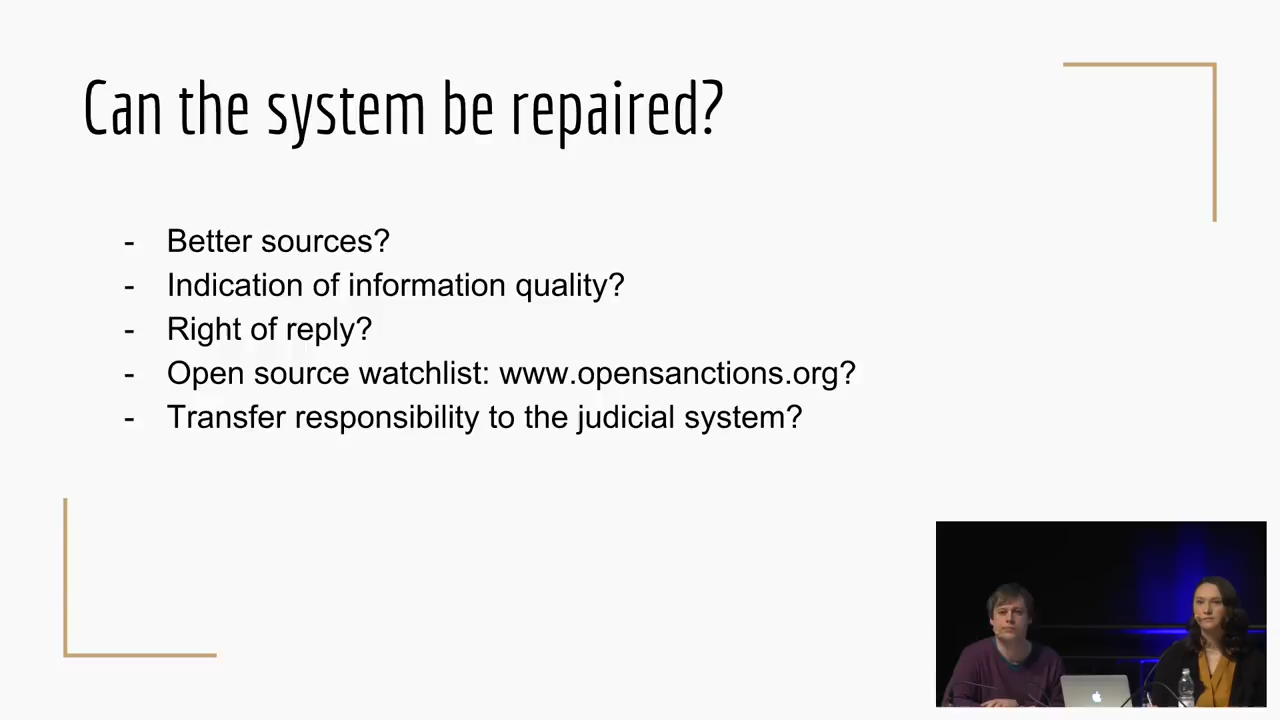 Can the system be repaired?
- Better sources?
- Indication of information quality?
- Right of reply?
- Open source watchlist: www.opensanctions.org?
- Transfer responsibility to the judicial system?